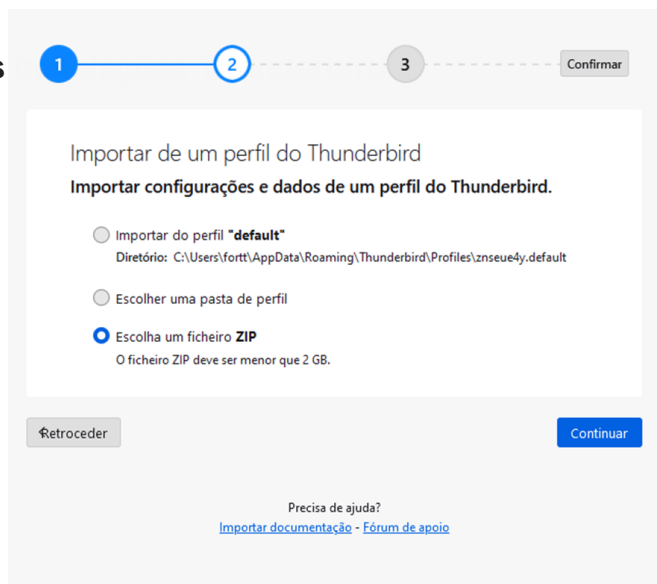 s
1
2
3
Confirmar
Importar de um perfil do Thunderbird
Importar configurações e dados de um perfil do Thunderbird.
Importar do perfil "default"
Diretório: C:\Users\fortt\AppData\Roaming\Thunderbird\Profiles\znseue4y.default
Escolher uma pasta de perfil
Escolha um ficheiro ZIP
O ficheiro ZIP deve ser menor que 2 GB.
Retroceder
Continuar
Precisa de ajuda?
Importar documentação - Fórum de apoio